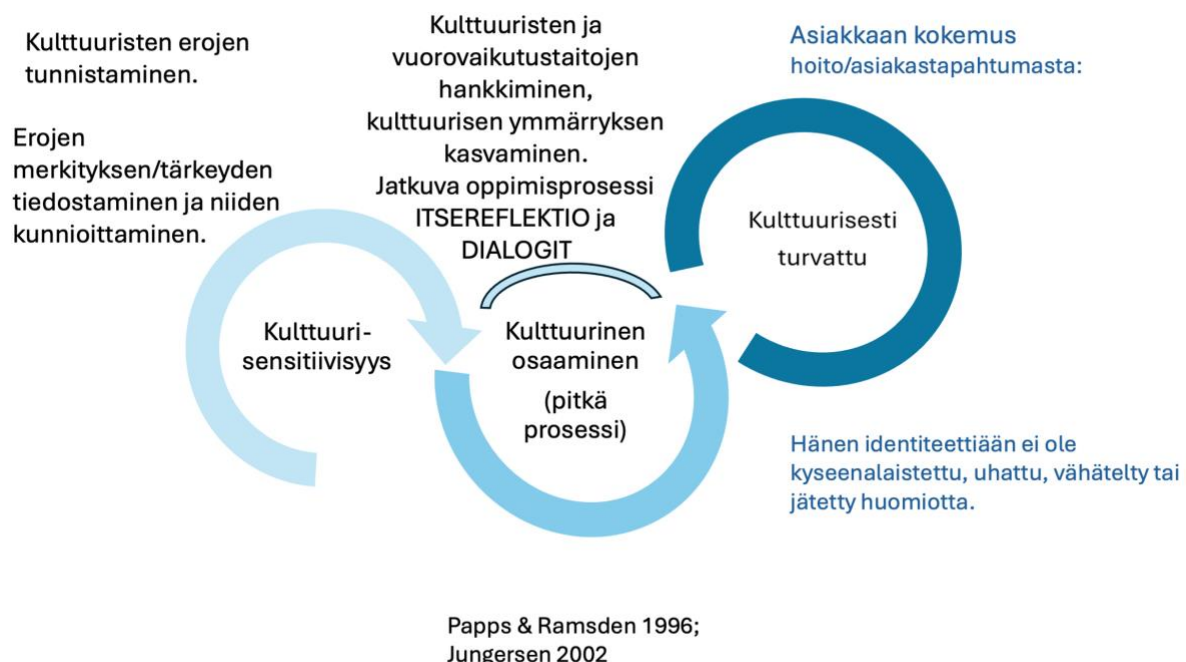 Kulttuuristen erojen
tunnistaminen.
Erojen
merkityksen/tärkeyden
tiedostaminen ja niiden
kunnioittaminen.
Kulttuuri-
sensitiivisyys
Kulttuuristen ja
vuorovaikutustaitojen
hankkiminen,
kulttuurisen ymmärryksen
kasvaminen.
Jatkuva oppimisprosessi
ITSEREFLEKTIO ja
DIALOGIT
Kulttuurinen
osaaminen
(pitkä
prosessi)
Asiakkaan kokemus
hoito/asiakastapahtumasta:
Kulttuurisesti
turvattu
Hänen identiteettiään ei ole
kyseenalaistettu, uhattu, vähätelty tai
jätetty huomiotta.
Papps & Ramsden 1996;
Jungersen 2002